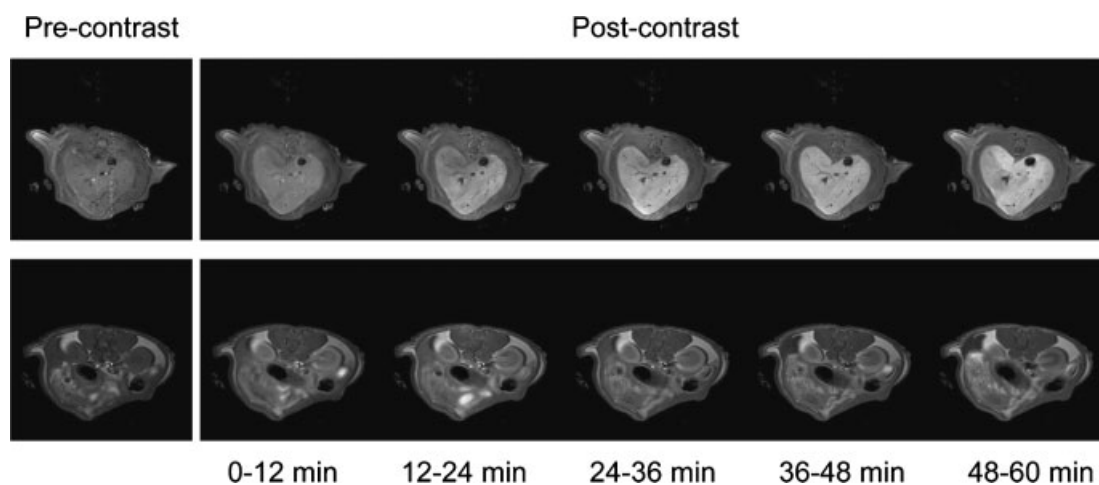 Pre-contrast Post-contrast
0-12 min 12-24 min 24-36 min 36-48 min 48-60 min